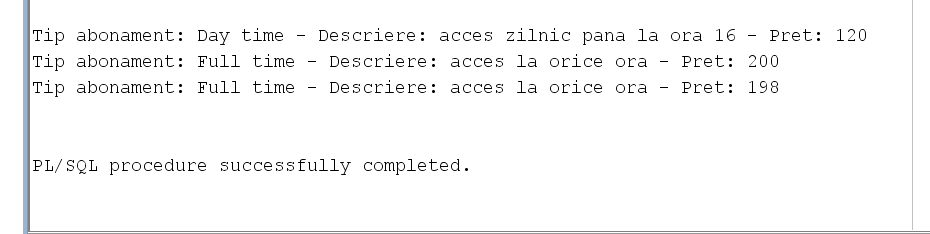 Tip abonament: Day time - Descriere: acces zilnic pana la ora 16 - Pret: 120
Tip abonament: Full time - Descriere: acces la orice ora - Pret: 200
Tip abonament: Full time - Descriere: acces la orice ora - Pret: 198
PL/SQL procedure successfully completed.